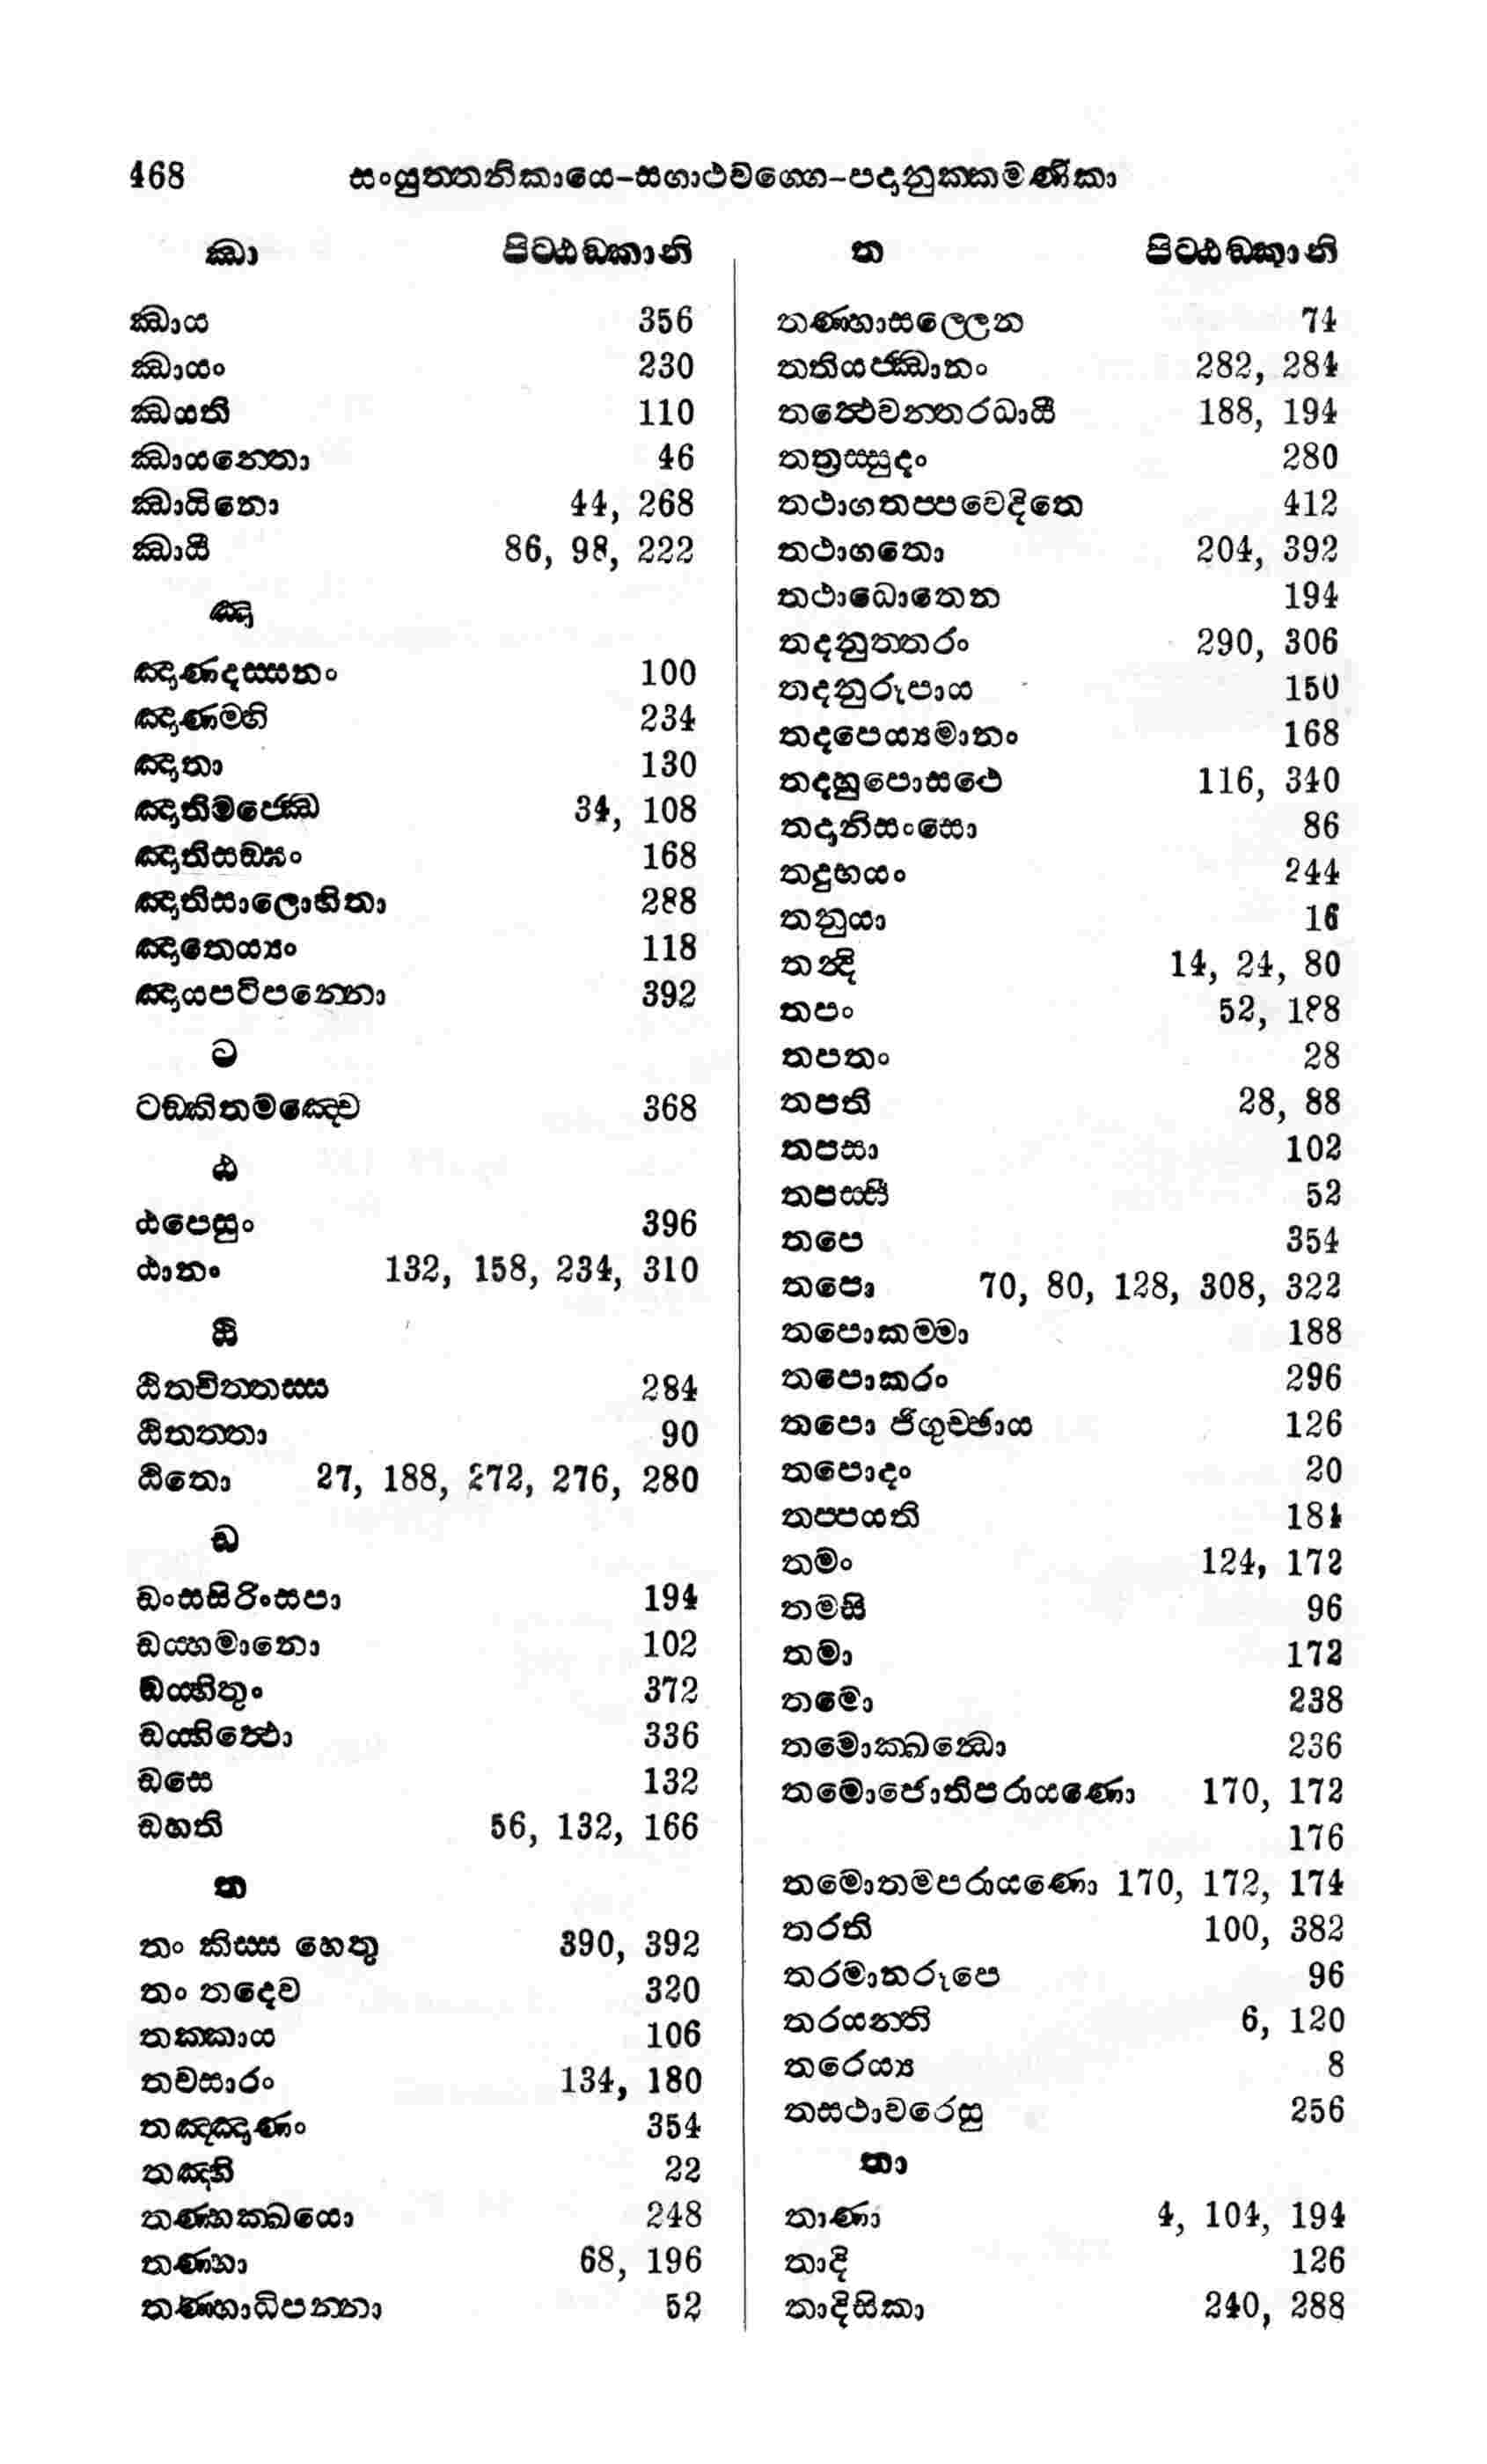 468 සංයුත්තනිකායෙ-සගාථවග්ගෙ-පදානුක්කමණිකා
ඣා පිට්ඨඞ්කානි
ඣාය 356
ඣායං 230
ඣයති 110
ඣායන්තො 46
ඣායිනො 44, 268
ඣායී 86, 98, 222
ඤා
ඤාණදස්සනං 100
ඤාණම්හි 234
ඤාතා 130
ඤාතිමජ්ඣෙ 34, 108
ඤාතිසඞ්ඝං 168
ඤාතිසාලොහිතා 288
ඤාතෙය්‍යං 118
ඤායපටිපන්නො 392
ට
ටඞ්කිතමඤ්චෙ 368
ඨ
ඨපෙසුං 396
ඨානං 132, 158, 234, 310
ඨි
ඨිතචිත්තස්ස 284
ඨිතත්තා 90
ඨිතො 27, 188, 272, 276, 280
ඩ
ඩංසසිරිංසපා 194
ඩය්හමානො 102
ඩය්හිතුං 372
ඩය්හිත්ථො 336
ඩසෙ 132
ඩහති 56, 132, 166
ත
තං කිස්ස හෙතු 390, 392
තං තදෙව 320
තක්කාය 106
තචසාරං 134, 180
තඤ්ඤාණං 354
තඤ්හි 22
තණ්හක්ඛයො 248
තණ්හා 68, 196
තණ්හාධිපන්නා 52
ත පිට්ඨඞ්කානි
තණ්හාසල්ලෙන 74
තතියජ්ඣානං 282, 284
තත්ථෙවන්තරධායී 188, 194
තත්‍රස්සුදං 280
තථාගතප්පවෙදිතෙ 412
තථාගතො 204, 392
තථාධොතෙන 194
තදනුත්තරං 290, 306
තදනුරූපාය 150
තදපෙය්‍යමානං 168
තදහුපොසථෙ 116, 340
තදානිසංසො 86
තදුභයං 244
තනුයා 16
තන්දි 14, 24, 80
තපං 52, 188
තපතං 28
තපති 28, 88
තපසා 102
තපස්සී 52
තපෙ 354
තපො 70, 80, 128, 308, 322
තපොකම්මා 188
තපොකරං 296
තපො ජිගුච්ඡාය 126
තපොදං 20
තප්පයති 184
තමං 124, 172
තමසි 96
තමා 172
තමො 238
තමොක්ඛන්ධො 236
තමොජොතිපරායණො 170, 172
176
තමොතමපරායණො 170, 172, 174
තරති 100, 382
තරමානරූපෙ 96
තරයන්ති 6, 120
තරෙය්‍ය 8
තසථාවරෙසු 256
තා
තාණා 4, 104, 194
තාදි 126
තාදිසිකා 240, 288